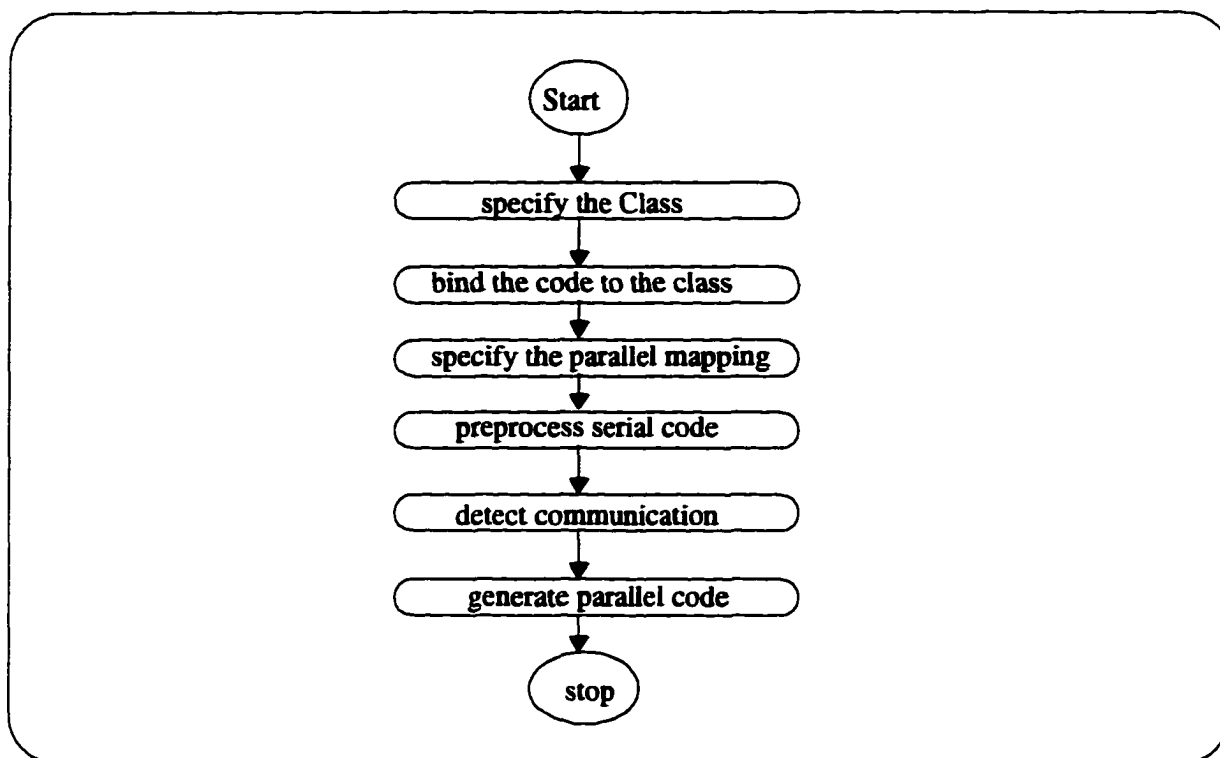 Start
specify the Class
bind the code to the class
specify the parallel mapping
preprocess serial code
detect communication
generate parallel code
stop